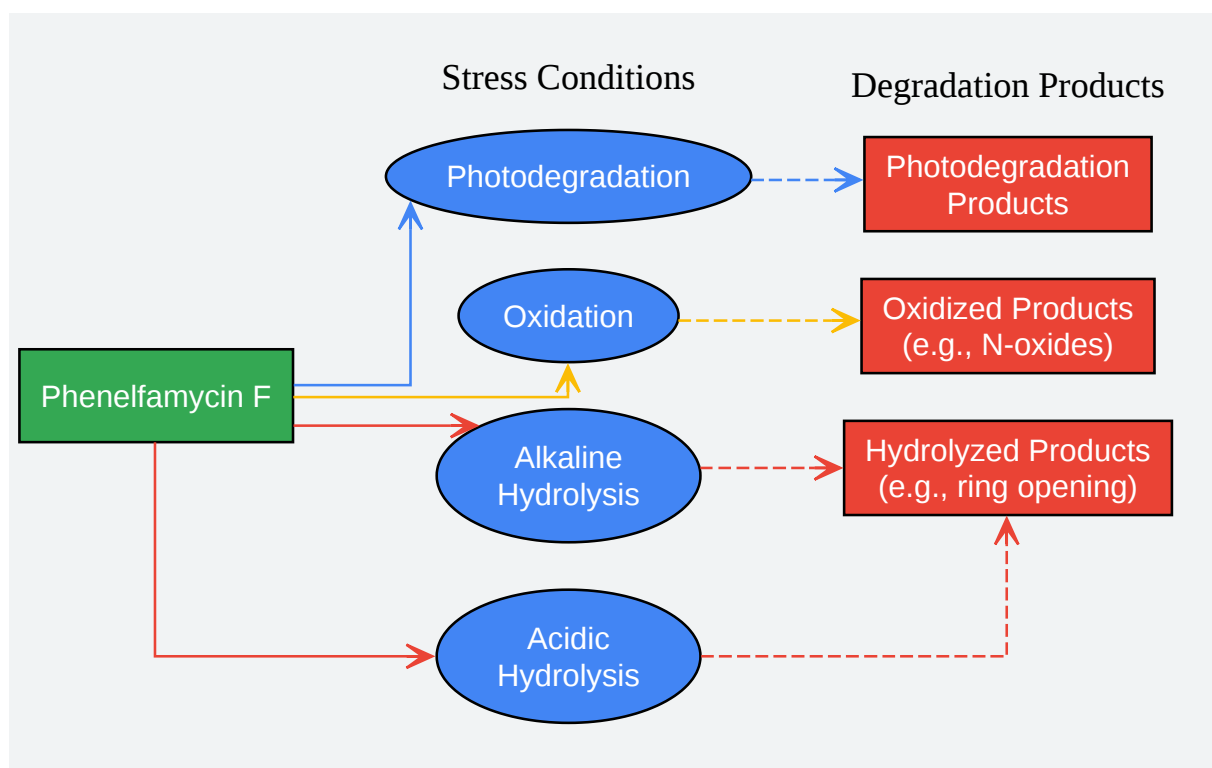 Stress Conditions
Degradation Products
Photodegradation
Photodegradation
Products
Oxidation
Oxidized Products
(e.g., N-oxides)
Phenelfamycin F
Alkaline
Hydrolysis
Hydrolyzed Products
(e.g., ring opening)
Acidic
Hydrolysis